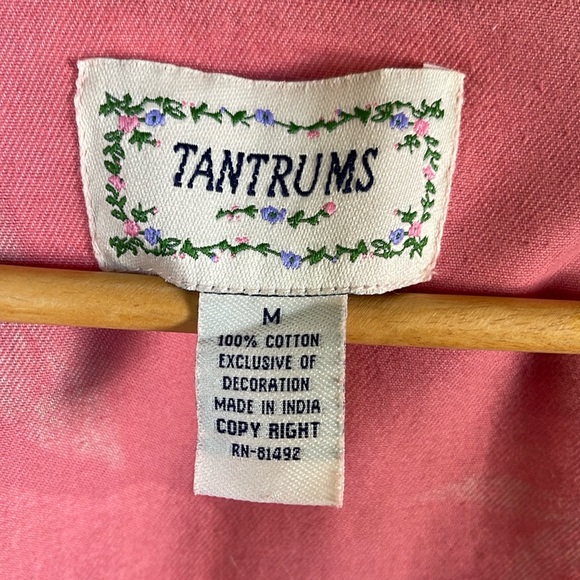 TANTRUMS
M
100% COTTON
EXCLUSIVE OF
DECORATION
MADE IN INDIA
COPY RIGHT
RN-81492